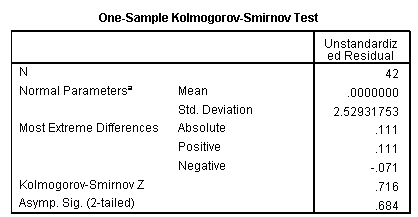 One-Sample Kolmogorov-Smirnov Test
Unstandardiz
ed Residual
N 42
Normal Parametersᵃ Mean .0000000
Std. Deviation 2.52931753
Most Extreme Differences Absolute .111
Positive .111
Negative -.071
Kolmogorov-Smirnov Z .716
Asymp. Sig. (2-tailed) .684